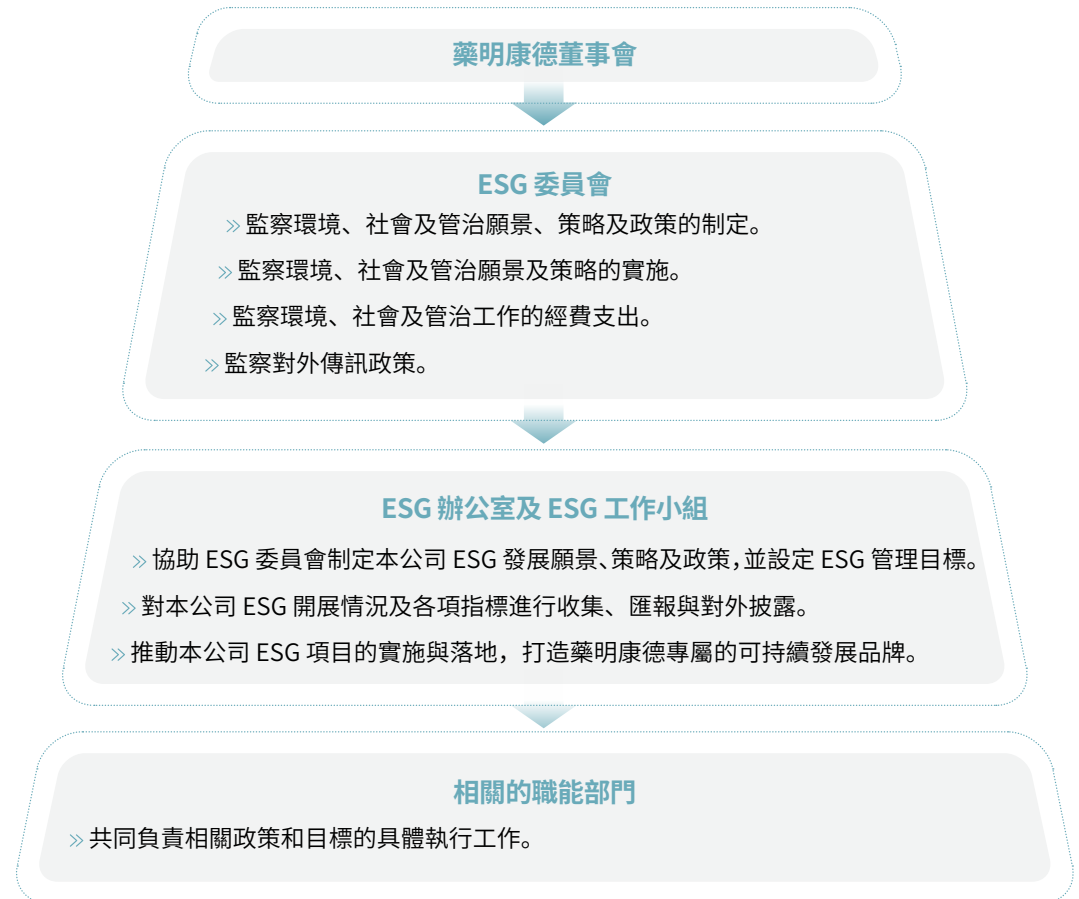 藥明康德董事會
ESG 委員會
» 監察環境、社會及管治願景、策略及政策的制定。
» 監察環境、社會及管治願景及策略的實施。
» 監察環境、社會及管治工作的經費支出。
» 監察對外傳訊政策。
ESG 辦公室及 ESG 工作小組
» 協助 ESG 委員會制定本公司 ESG 發展願景、策略及政策，並設定 ESG 管理目標。
» 對本公司 ESG 開展情況及各項指標進行收集、匯報與對外披露。
» 推動本公司 ESG 項目的實施與落地，打造藥明康德專屬的可持續發展品牌。
相關的職能部門
» 共同負責相關政策和目標的具體執行工作。